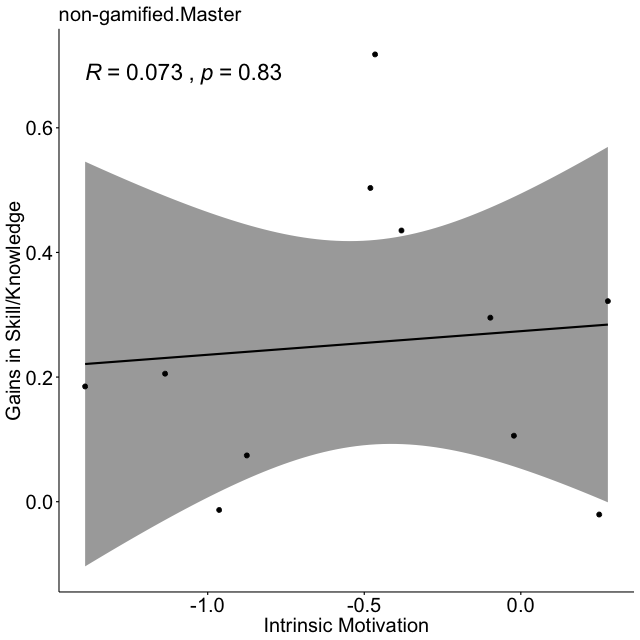 non-gamified.Master
R = 0.073 , p = 0.83
Gains in Skill/Knowledge
0.6
0.4
0.2
0.0
-1.0 -0.5 0.0
Intrinsic Motivation